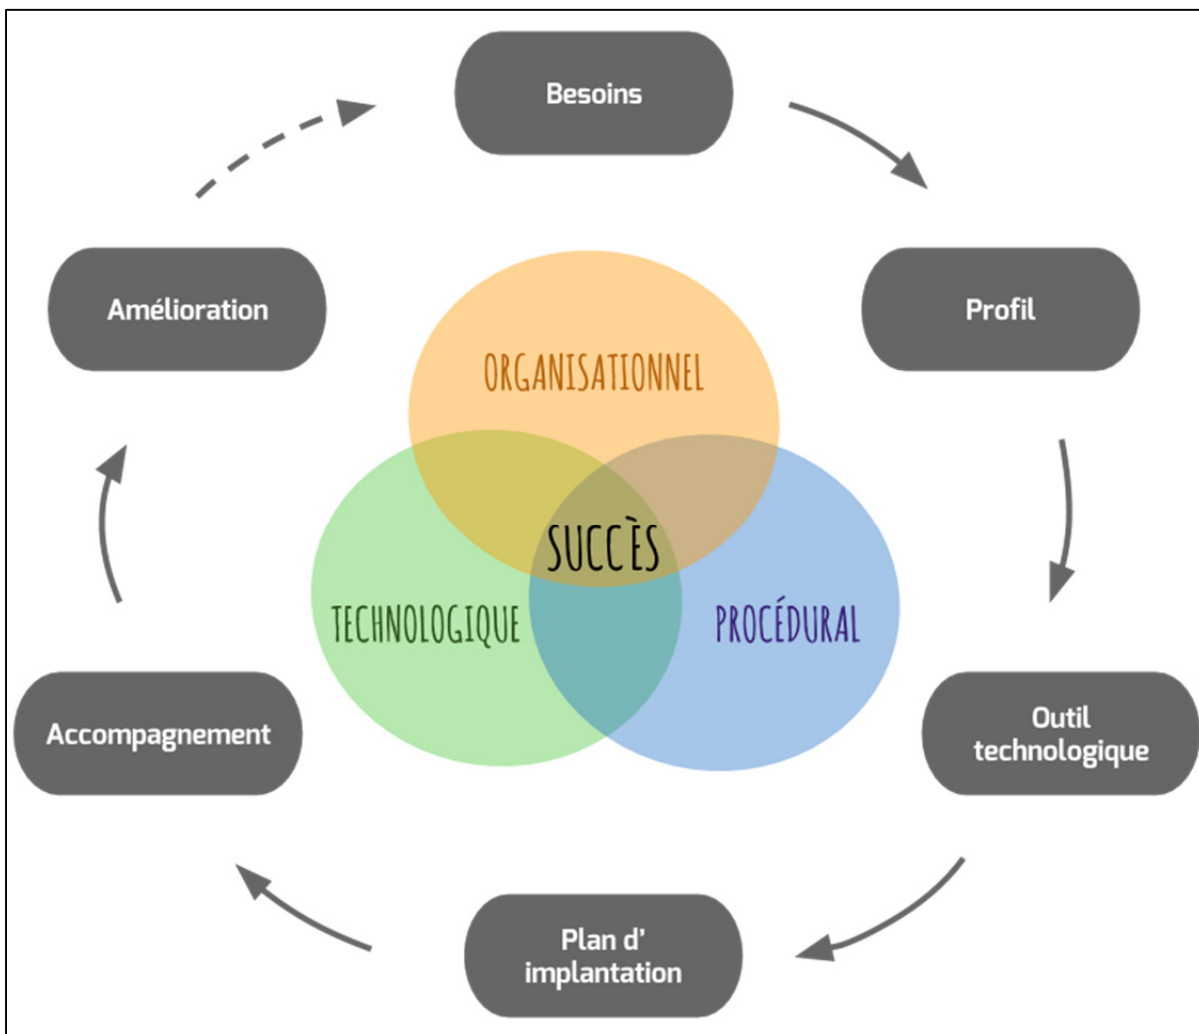 Besoins
Profil
Outil
technologique
Plan d'
implantation
Accompagnement
Amélioration
ORGANISATIONNEL
SUCCÈS
TECHNOLOGIQUE
PROCÉDURAL